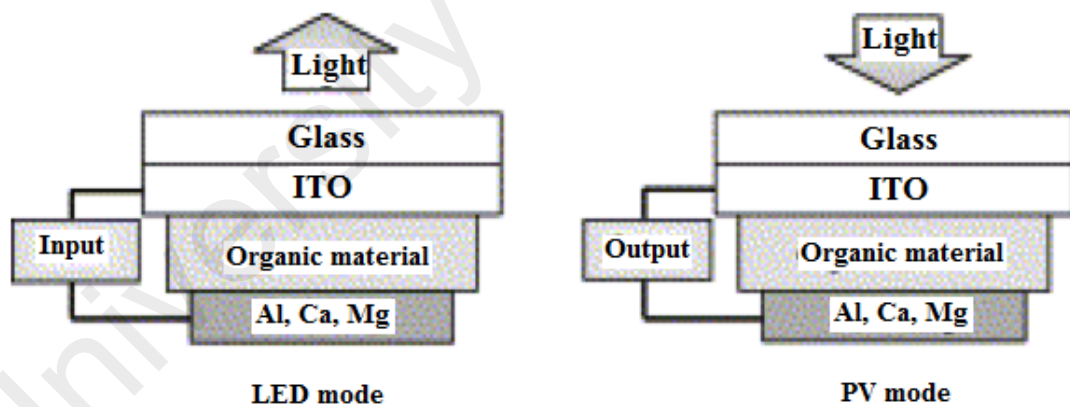 Light
Glass
ITO
Input
Organic material
Al, Ca, Mg
LED mode
Light
Glass
ITO
Output
Organic material
Al, Ca, Mg
PV mode
University